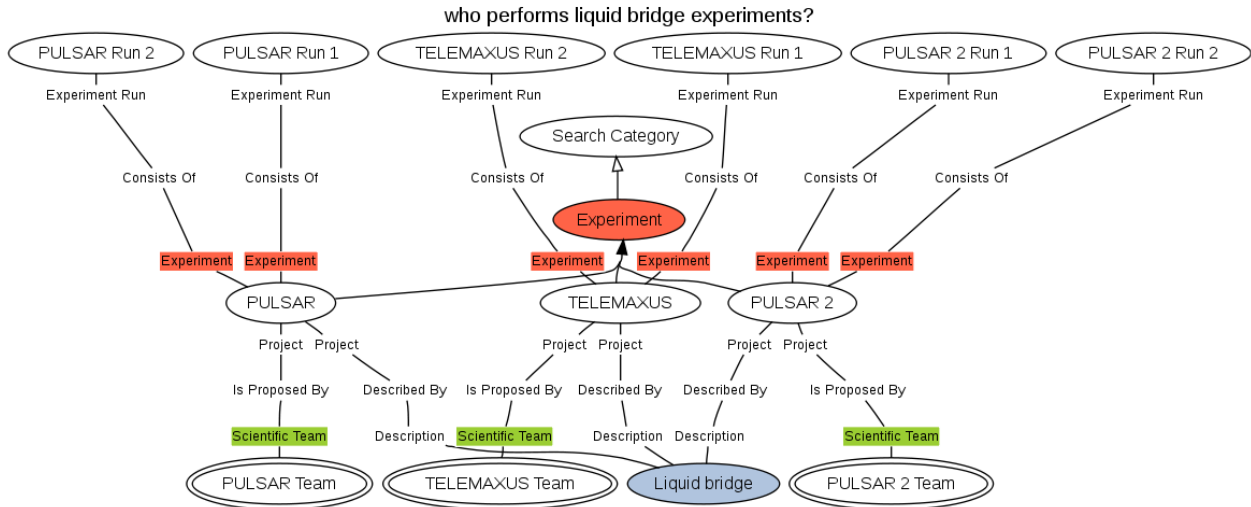 who performs liquid bridge experiments?
PULSAR Run 2 PULSAR Run 1 TELEMAXUS Run 2 TELEMAXUS Run 1 PULSAR 2 Run 1 PULSAR 2 Run 2
Experiment Run Experiment Run Experiment Run Experiment Run Experiment Run Experiment Run
Search Category
Consists Of Consists Of Consists Of Consists Of Consists Of Consists Of
Experiment
Experiment Experiment Experiment Experiment Experiment Experiment
PULSAR TELEMAXUS PULSAR 2
Project Project Project Project Project Project
Is Proposed By Described By Is Proposed By Described By Described By Is Proposed By
Scientific Team Description Scientific Team Description Description Scientific Team
PULSAR Team TELEMAXUS Team Liquid bridge PULSAR 2 Team